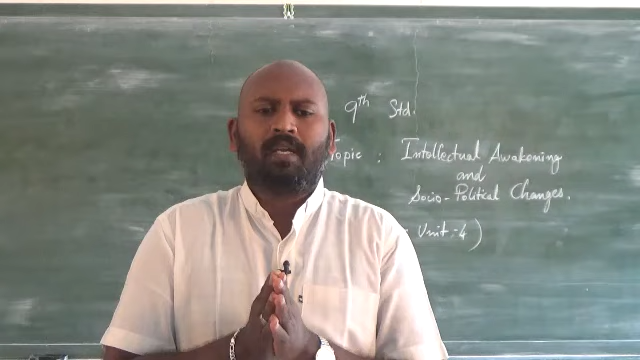 9th Std.
Topic : Intellectual Awakening
and
Socio-Political Changes.
Unit-4)